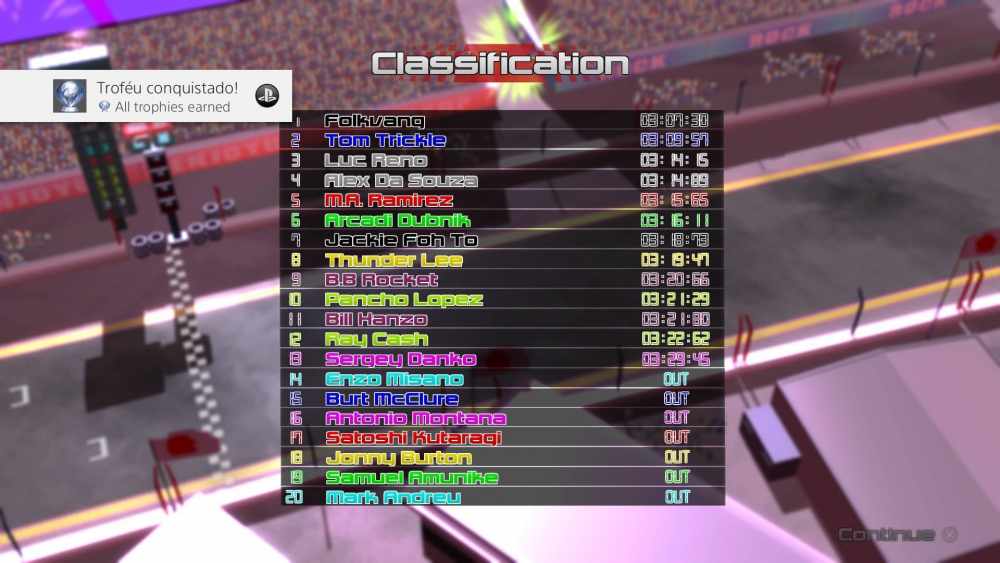 Classification
Troféu conquistado!
All trophies earned
1 Folkvang 03:07:30
2 Tom Trickle 03:09:57
3 Luc Reno 03:14:15
4 Alex Da Souza 03:14:89
5 M.A. Ramirez 03:15:65
6 Arcadi Dubnik 03:16:11
7 Jackie Foh To 03:18:73
8 Thunder Lee 03:19:47
9 B.B Rocket 03:20:66
10 Pancho Lopez 03:21:29
11 Bill Hanzo 03:21:80
12 Ray Cash 03:22:62
13 Sergey Danko 03:29:45
14 Enzo Misano OUT
15 Burt McClure OUT
16 Antonio Montana OUT
17 Satoshi Kutaragi OUT
18 Jonny Burton OUT
19 Samuel Amunike OUT
20 Mark Andreu OUT
Continue